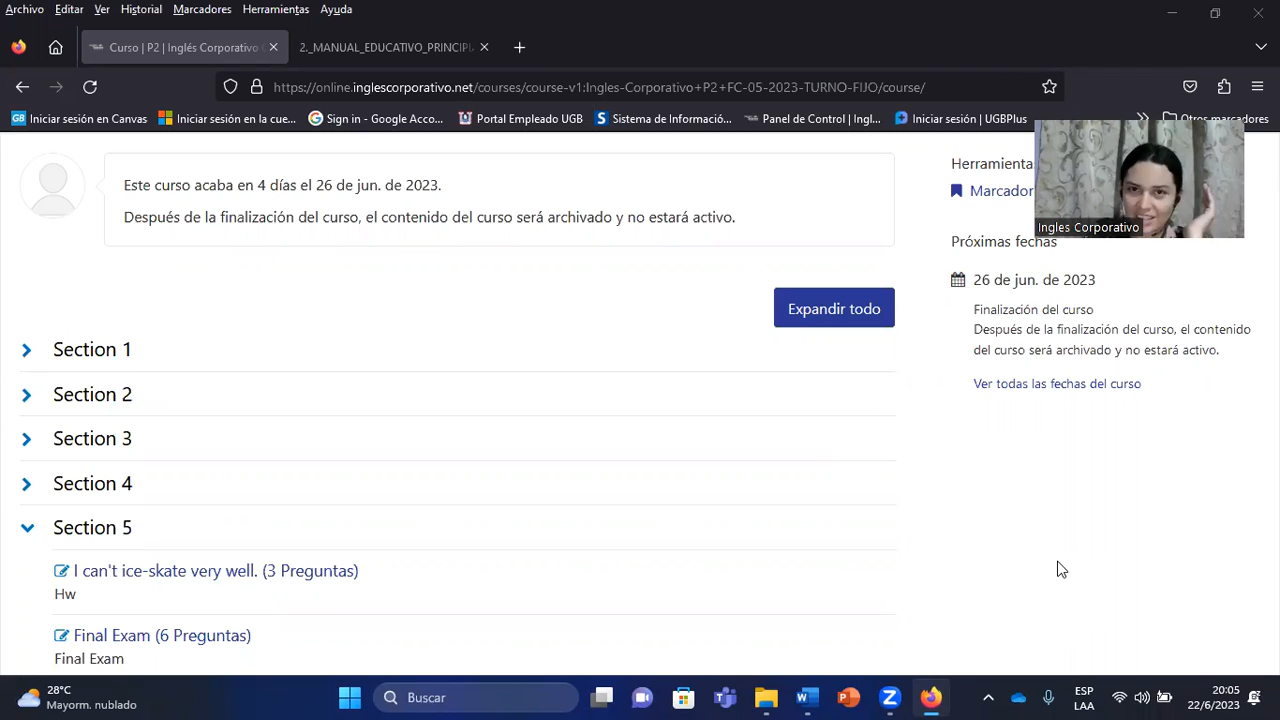 Archivo Editar Ver Historial Marcadores Herramientas Ayuda
Curso | P2 | Inglés Corporativo
2._MANUAL_EDUCATIVO_PRINCIPI
https://online.inglescorporativo.net/courses/course-v1:Ingles-Corporativo+P2+FC-05-2023-TURNO-FIJO/course/
GB Iniciar sesión en Canvas
Iniciar sesión en la cue...
Sign in - Google Acco...
Portal Empleado UGB
S Sistema de Informació...
Panel de Control | Ingl...
Iniciar sesión | UGBPlus
Otros marcadores
Este curso acaba en 4 días el 26 de jun. de 2023.
Después de la finalización del curso, el contenido del curso será archivado y no estará activo.
Expandir todo
Section 1
Section 2
Section 3
Section 4
Section 5
I can't ice-skate very well. (3 Preguntas)
Hw
Final Exam (6 Preguntas)
Final Exam
Herramienta
Marcador
Ingles Corporativo
Próximas fechas
26 de jun. de 2023
Finalización del curso
Después de la finalización del curso, el contenido
del curso será archivado y no estará activo.
Ver todas las fechas del curso
28°C
Mayorm. nublado
Buscar
ESP
LAA
20:05
22/6/2023